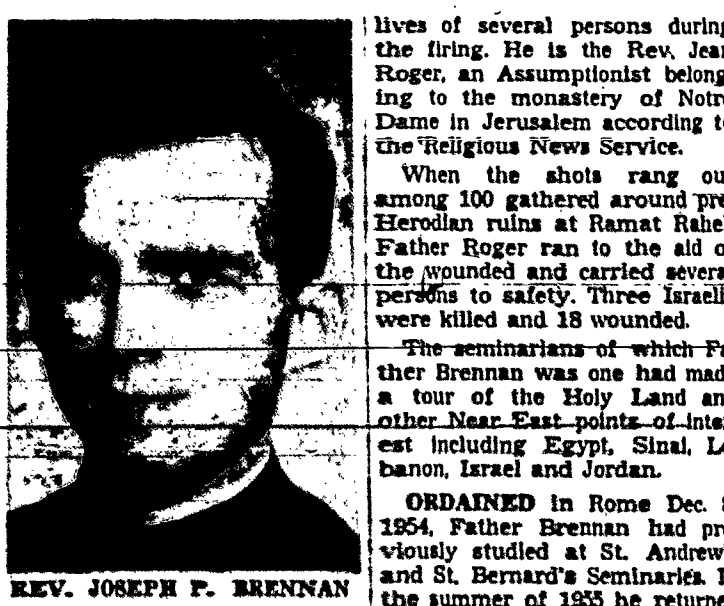 REV. JOSEPH P. BRENNAN
lives of several persons during
the firing. He is the Rev. Jea
Roger, an Assumptionist belong
ing to the monastery of Notr
Dame in Jerusalem according t
the Religious News Service.
When the shots rang ou
among 100 gathered around pre
Herodian ruins at Ramat Rahe
Father Roger ran to the aid o
the wounded and carried severa
persons to safety. Three Israeli
were killed and 18 wounded.
The seminarians of which Fa
ther Brennan was one had mad
a tour of the Holy Land an
other Near East points of inter
est including Egypt, Sinai, Le
banon, Israel and Jordan.
ORDAINED in Rome Dec.
1954, Father Brennan had pre
viously studied at St. Andrew'
and St. Bernard's Seminaries. I
the summer of 1955 he returne